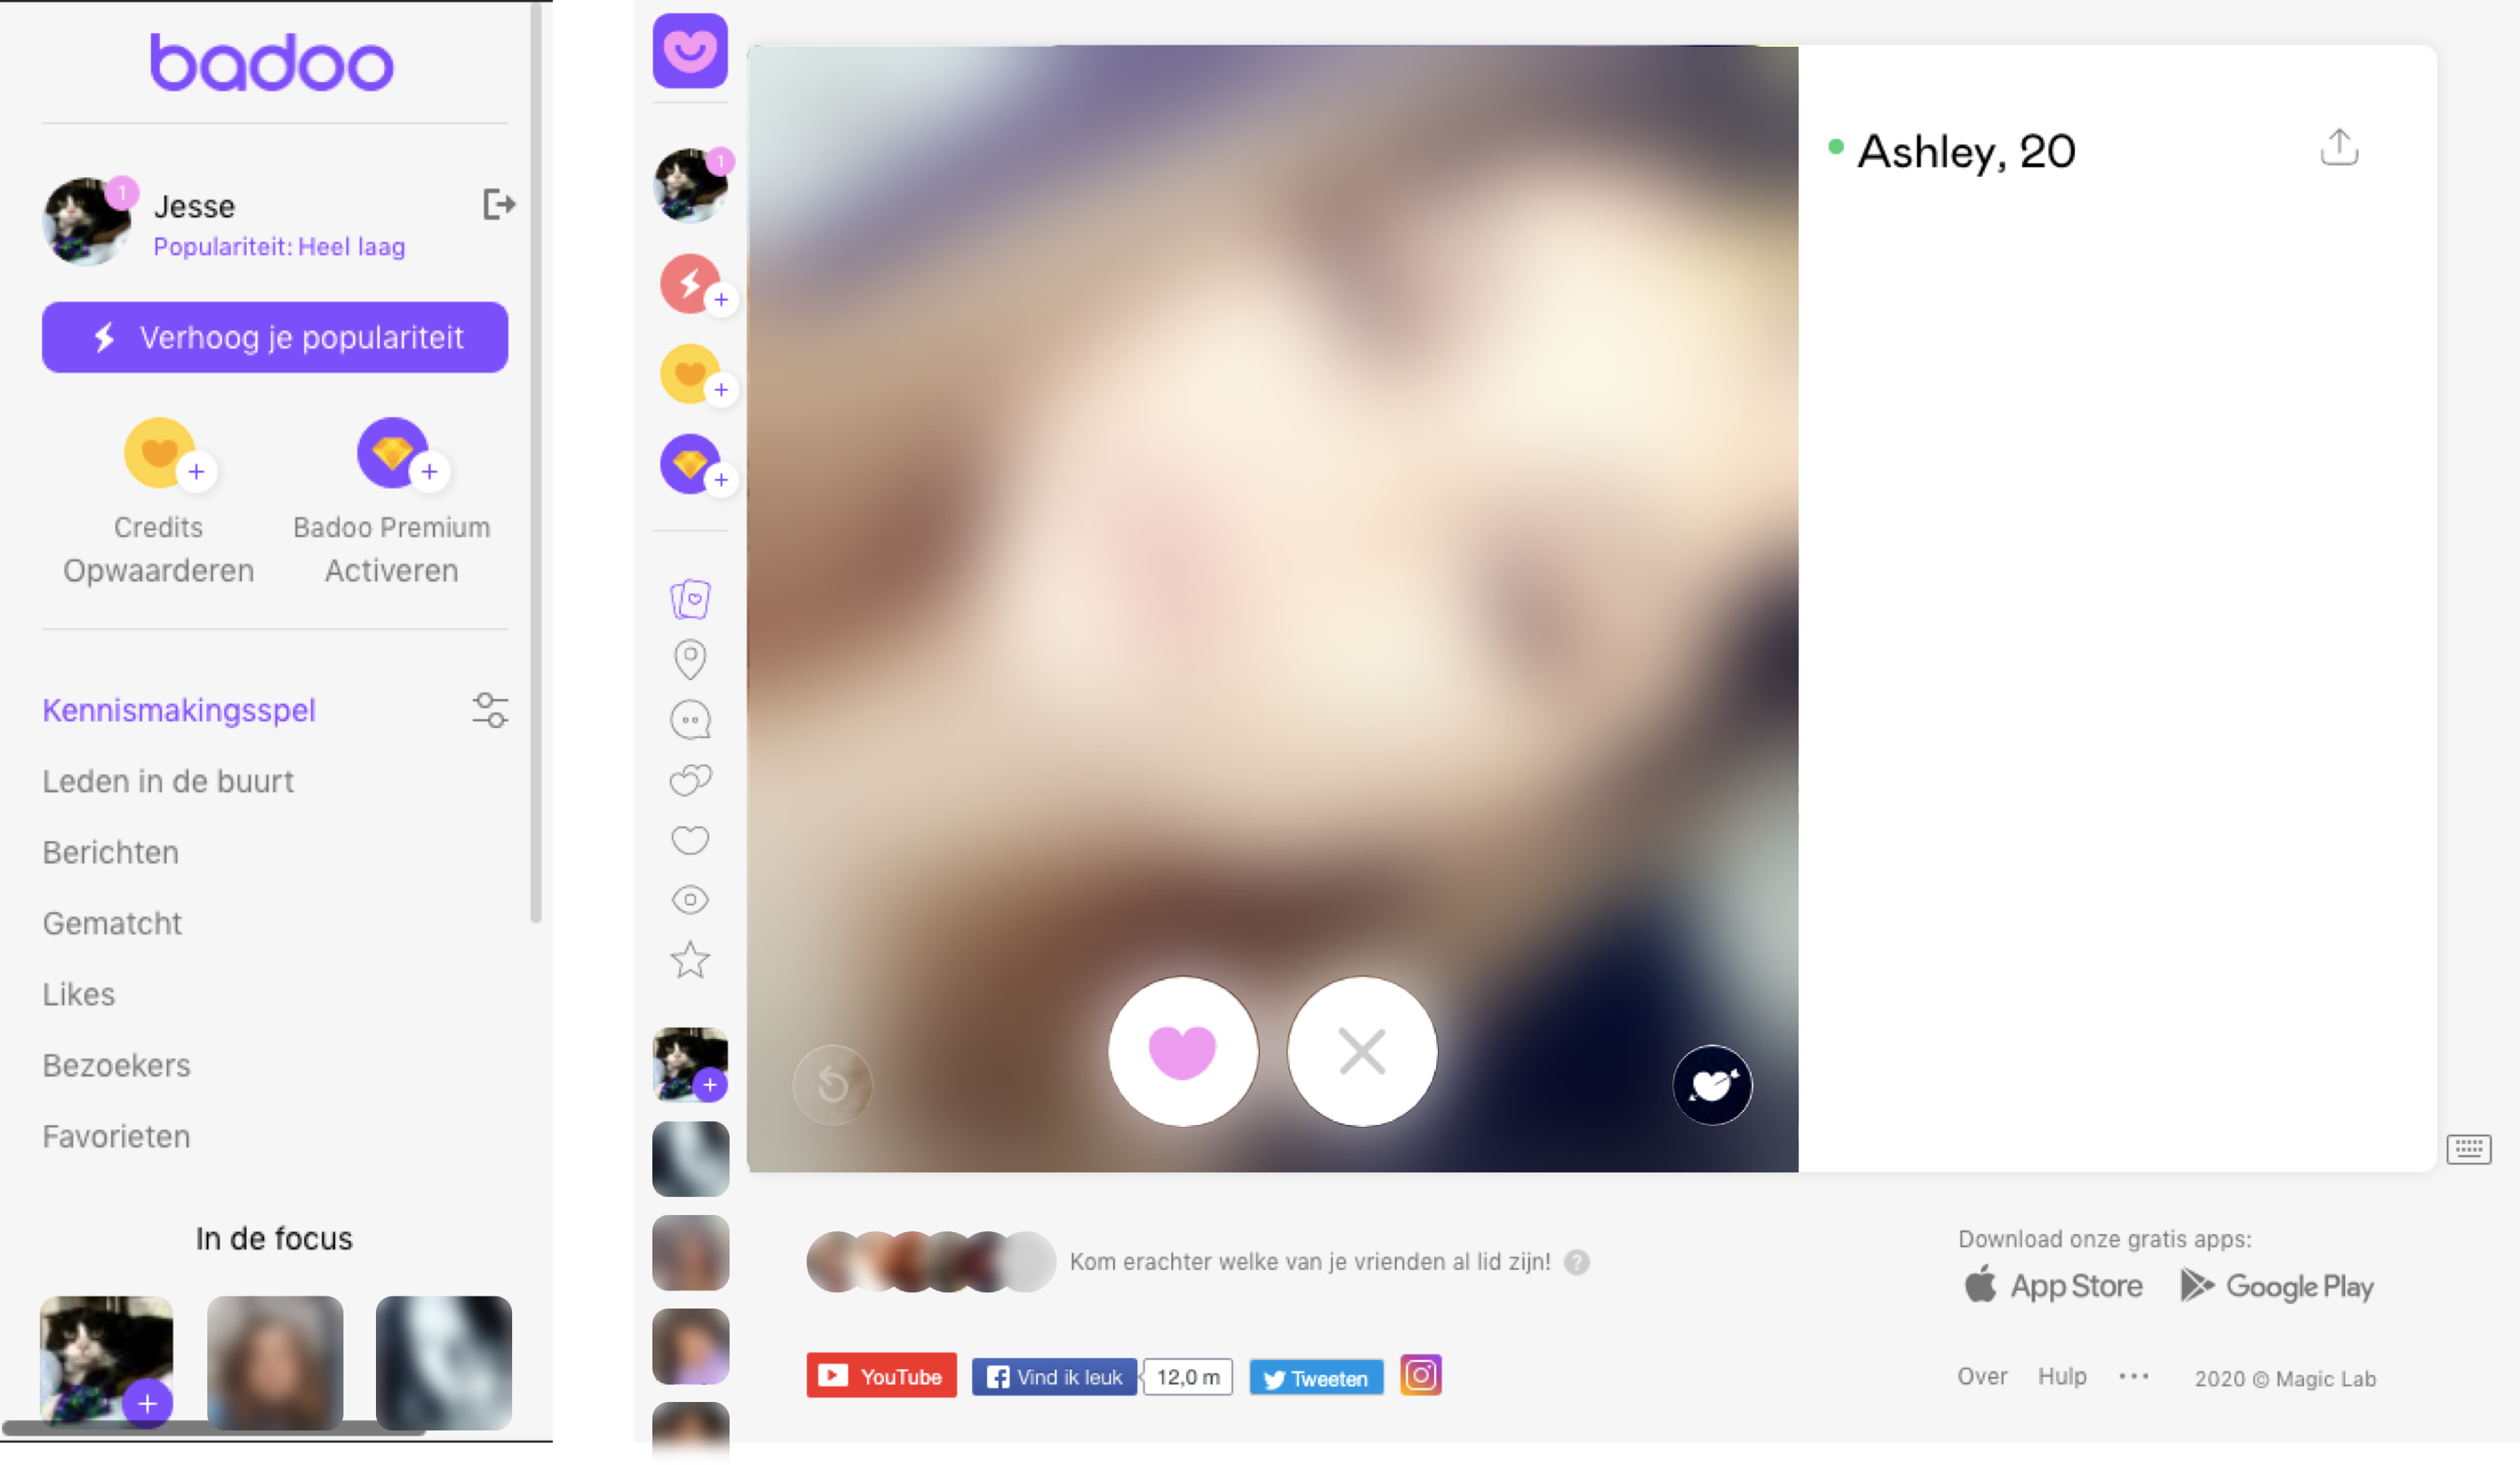 badoo
1
Jesse
Populariteit: Heel laag
Verhoog je populariteit
Credits
Opwaarderen
Badoo Premium
Activeren
Kennismakingsspel
Leden in de buurt
Berichten
Gematcht
Likes
Bezoekers
Favorieten
In de focus
1
Ashley, 20
Kom erachter welke van je vrienden al lid zijn! ?
YouTube
Vind ik leuk
12,0 m
Tweeten
Download onze gratis apps:
App Store
Google Play
Over Hulp ••• 2020 © Magic Lab